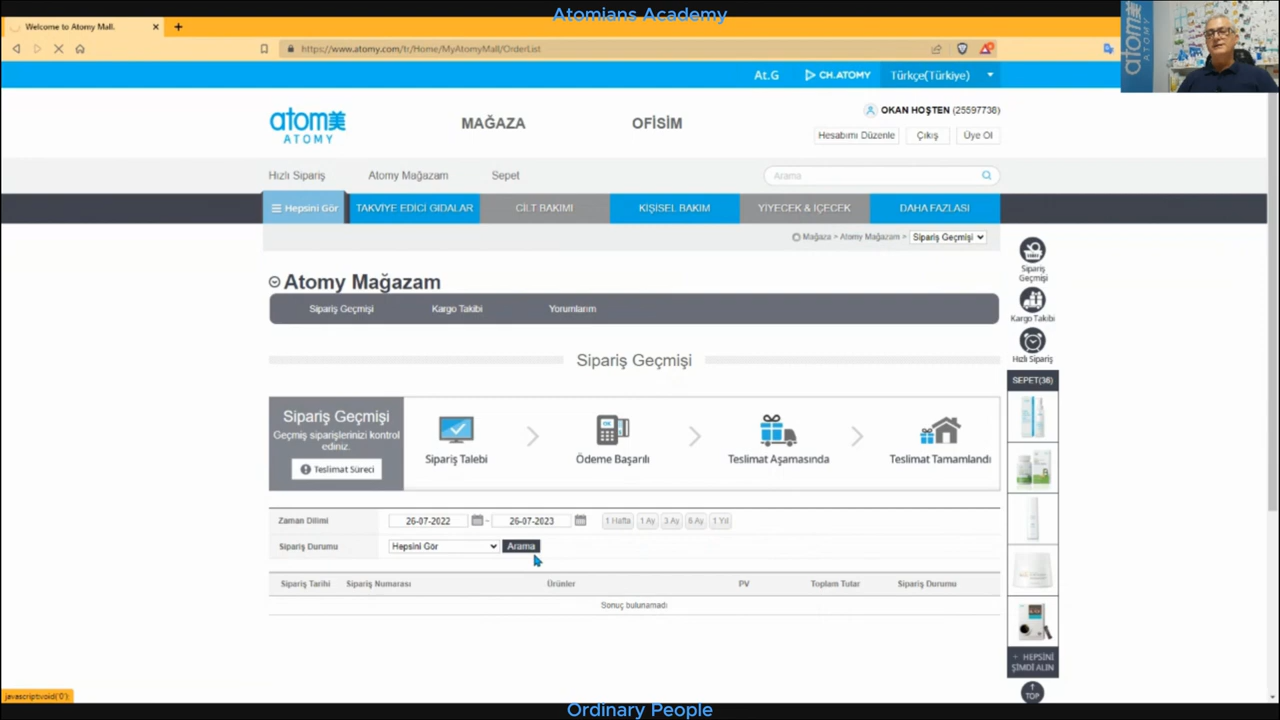 Atomians Academy
Welcome to Atomy Mall.
https://www.atomy.com/tr/Home/MyAtomyMall/OrderList
At.G
CH.ATOMY
Türkçe(Türkiye)
OKAN HOŞTEN (25597738)
atom美
ATOMY
MAĞAZA
OFİSİM
Hesabımı Düzenle
Çıkış
Üye Ol
Hızlı Sipariş
Atomy Mağazam
Sepet
Arama
Hepsini Gör
TAKVİYE EDİCİ GIDALAR
CİLT BAKIMI
KİŞİSEL BAKIM
YİYECEK & İÇECEK
DAHA FAZLASI
Mağaza > Atomy Mağazam > Sipariş Geçmişi
Sipariş
Geçmişi
Kargo Takibi
Hızlı Sipariş
SEPET(36)
Atomy Mağazam
Sipariş Geçmişi
Kargo Takibi
Yorumlarım
Sipariş Geçmişi
Sipariş Geçmişi
Geçmiş siparişlerinizi kontrol
ediniz.
Teslimat Süreci
Sipariş Talebi
Ödeme Başarılı
Teslimat Aşamasında
Teslimat Tamamlandı
Zaman Dilimi
26-07-2022
-
26-07-2023
1 Hafta
1 Ay
3 Ay
6 Ay
1 Yıl
Sipariş Durumu
Hepsini Gör
Arama
Sipariş Tarihi
Sipariş Numarası
Ürünler
PV
Toplam Tutar
Sipariş Durumu
Sonuç bulunamadı
+ HEPSİNİ
ŞİMDİ ALIN
TOP
javascript:void('0');
Ordinary People